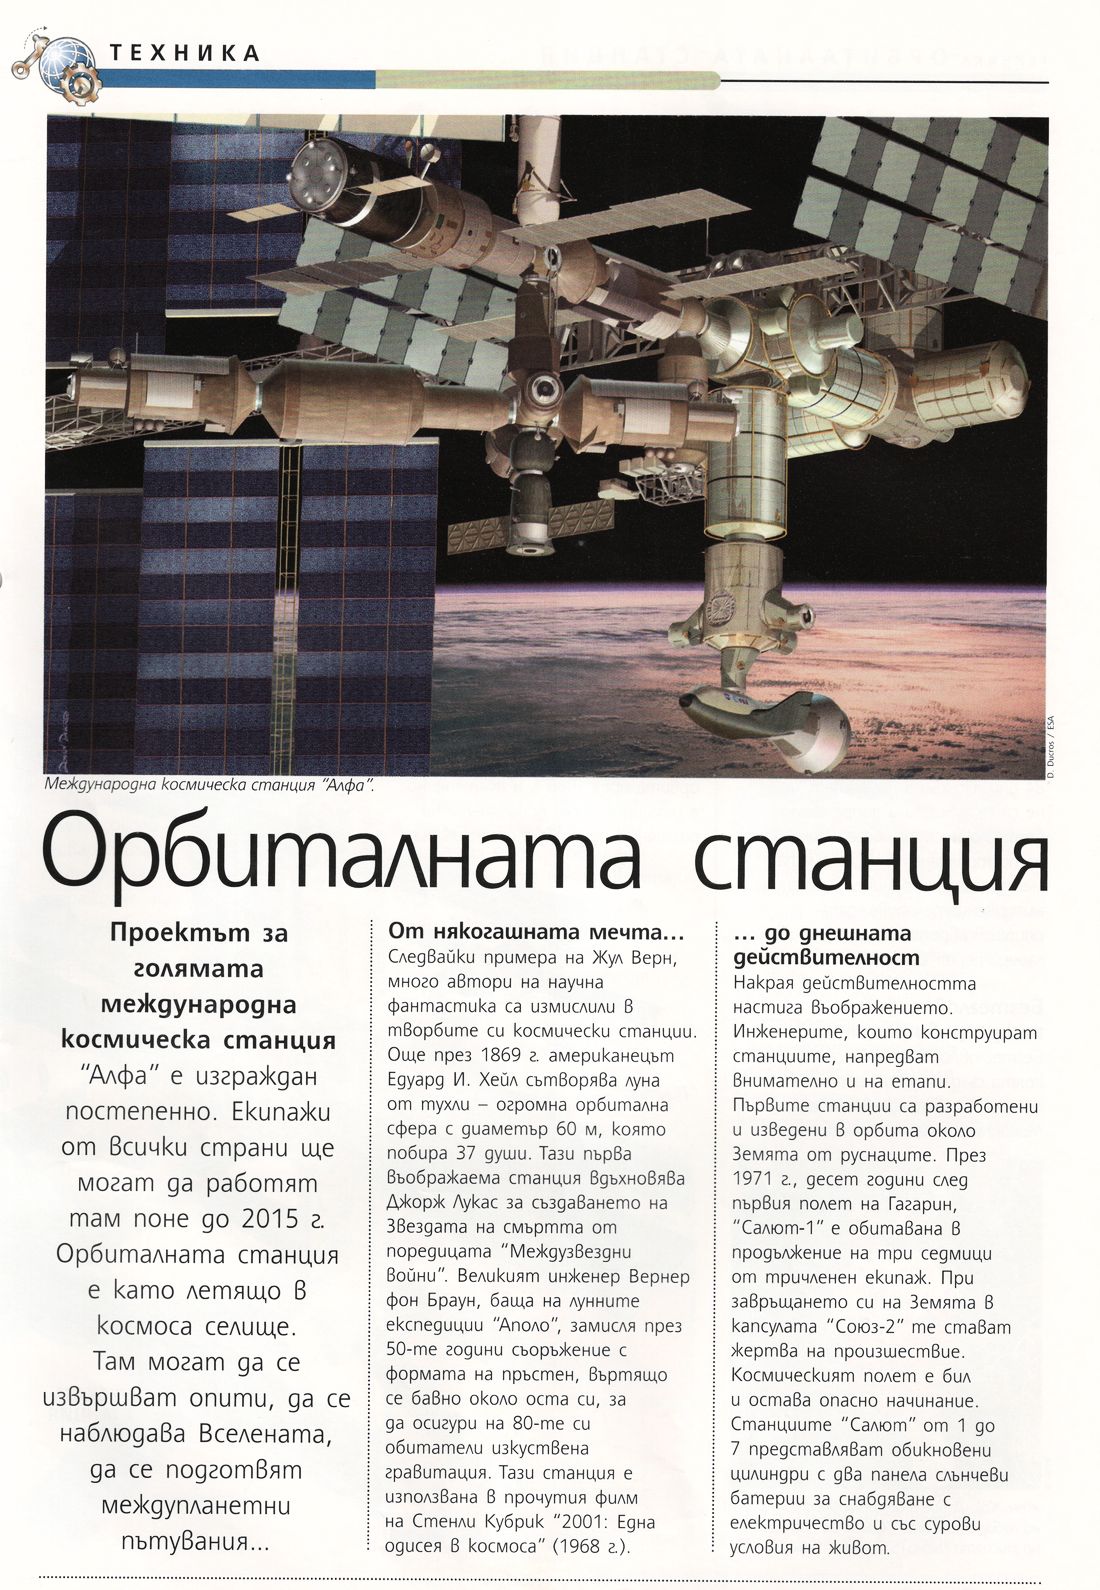 ТЕХНИКА
D. Ducros / ESA
Международна космическа станция "Алфа".
Орбиталната станция
Проектът за
голямата
международна
космическа станция
"Алфа" е изграждан
постепенно. Екипажи
от всички страни ще
могат да работят
там поне до 2015 г.
Орбиталната станция
е като летящо в
космоса селище.
Там могат да се
извършват опити, да се
наблюдава Вселената,
да се подготвят
междупланетни
пътувания...
От някогашната мечта...
Следвайки примера на Жул Верн,
много автори на научна
фантастика са измислили в
творбите си космически станции.
Още през 1869 г. американецът
Едуард И. Хейл сътворява луна
от тухли – огромна орбитална
сфера с диаметър 60 м, която
побира 37 души. Тази първа
въображаема станция вдъхновява
Джорж Лукас за създаването на
Звездата на смъртта от
поредицата "Междузвездни
войни". Великият инженер Вернер
фон Браун, баща на лунните
експедиции "Аполо", замисля през
50-те години съоръжение с
формата на пръстен, въртящо
се бавно около оста си, за
да осигури на 80-те си
обитатели изкуствена
гравитация. Тази станция е
използвана в прочутия филм
на Стенли Кубрик "2001: Една
одисея в космоса" (1968 г.).
... до днешната
действителност
Накрая действителността
настига въображението.
Инженерите, които конструират
станциите, напредват
внимателно и на етапи.
Първите станции са разработени
и изведени в орбита около
Земята от руснаците. През
1971 г., десет години след
първия полет на Гагарин,
"Салют-1" е обитавана в
продължение на три седмици
от тричленен екипаж. При
завръщането си на Земята в
капсулата "Союз-2" те стават
жертва на произшествие.
Космическият полет е бил
и остава опасно начинание.
Станциите "Салют" от 1 до
7 представляват обикновени
цилиндри с два панела слънчеви
батерии за снабдяване с
електричество и със сурови
условия на живот.